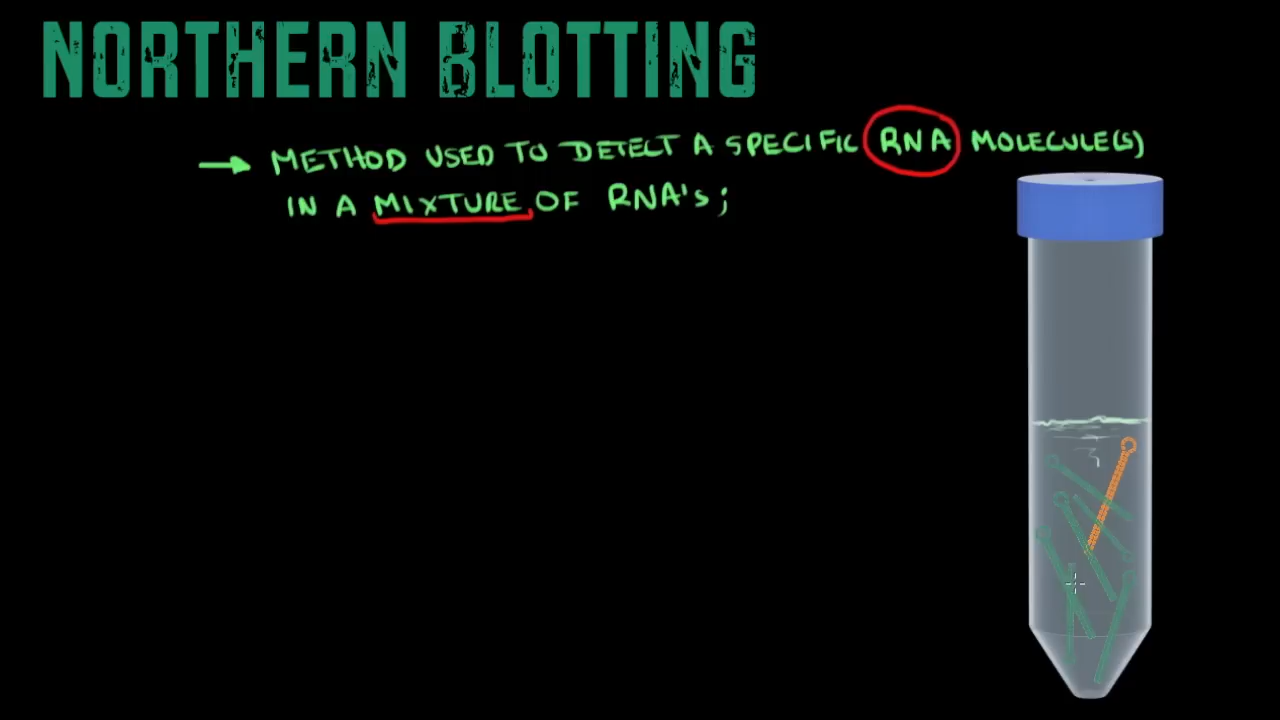 NORTHERN BLOTTING
→ METHOD USED TO DETECT A SPECIFIC RNA MOLECULE(S)
IN A MIXTURE OF RNA's;